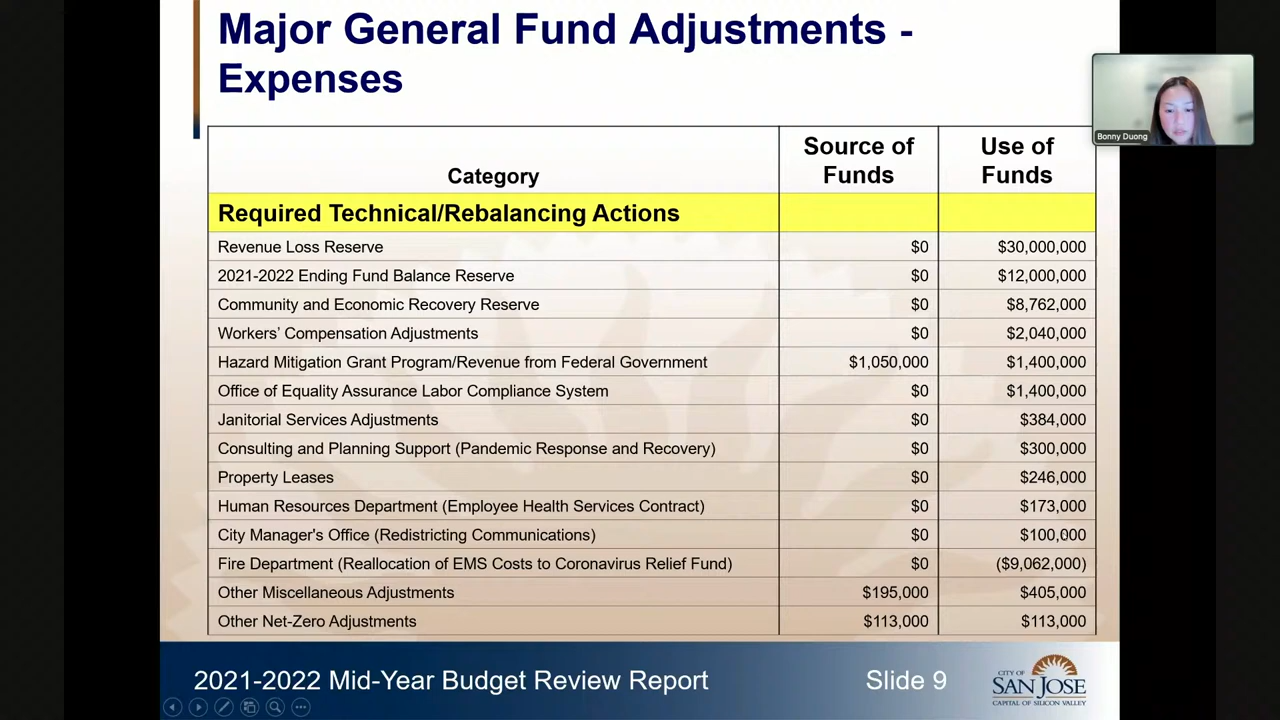 Major General Fund Adjustments -
Expenses
Bonny Duong
Category Source of Funds Use of Funds
Required Technical/Rebalancing Actions
Revenue Loss Reserve $0 $30,000,000
2021-2022 Ending Fund Balance Reserve $0 $12,000,000
Community and Economic Recovery Reserve $0 $8,762,000
Workers’ Compensation Adjustments $0 $2,040,000
Hazard Mitigation Grant Program/Revenue from Federal Government $1,050,000 $1,400,000
Office of Equality Assurance Labor Compliance System $0 $1,400,000
Janitorial Services Adjustments $0 $384,000
Consulting and Planning Support (Pandemic Response and Recovery) $0 $300,000
Property Leases $0 $246,000
Human Resources Department (Employee Health Services Contract) $0 $173,000
City Manager's Office (Redistricting Communications) $0 $100,000
Fire Department (Reallocation of EMS Costs to Coronavirus Relief Fund) $0 ($9,062,000)
Other Miscellaneous Adjustments $195,000 $405,000
Other Net-Zero Adjustments $113,000 $113,000
2021-2022 Mid-Year Budget Review Report Slide 9
CITY OF
SAN JOSE
CAPITAL OF SILICON VALLEY